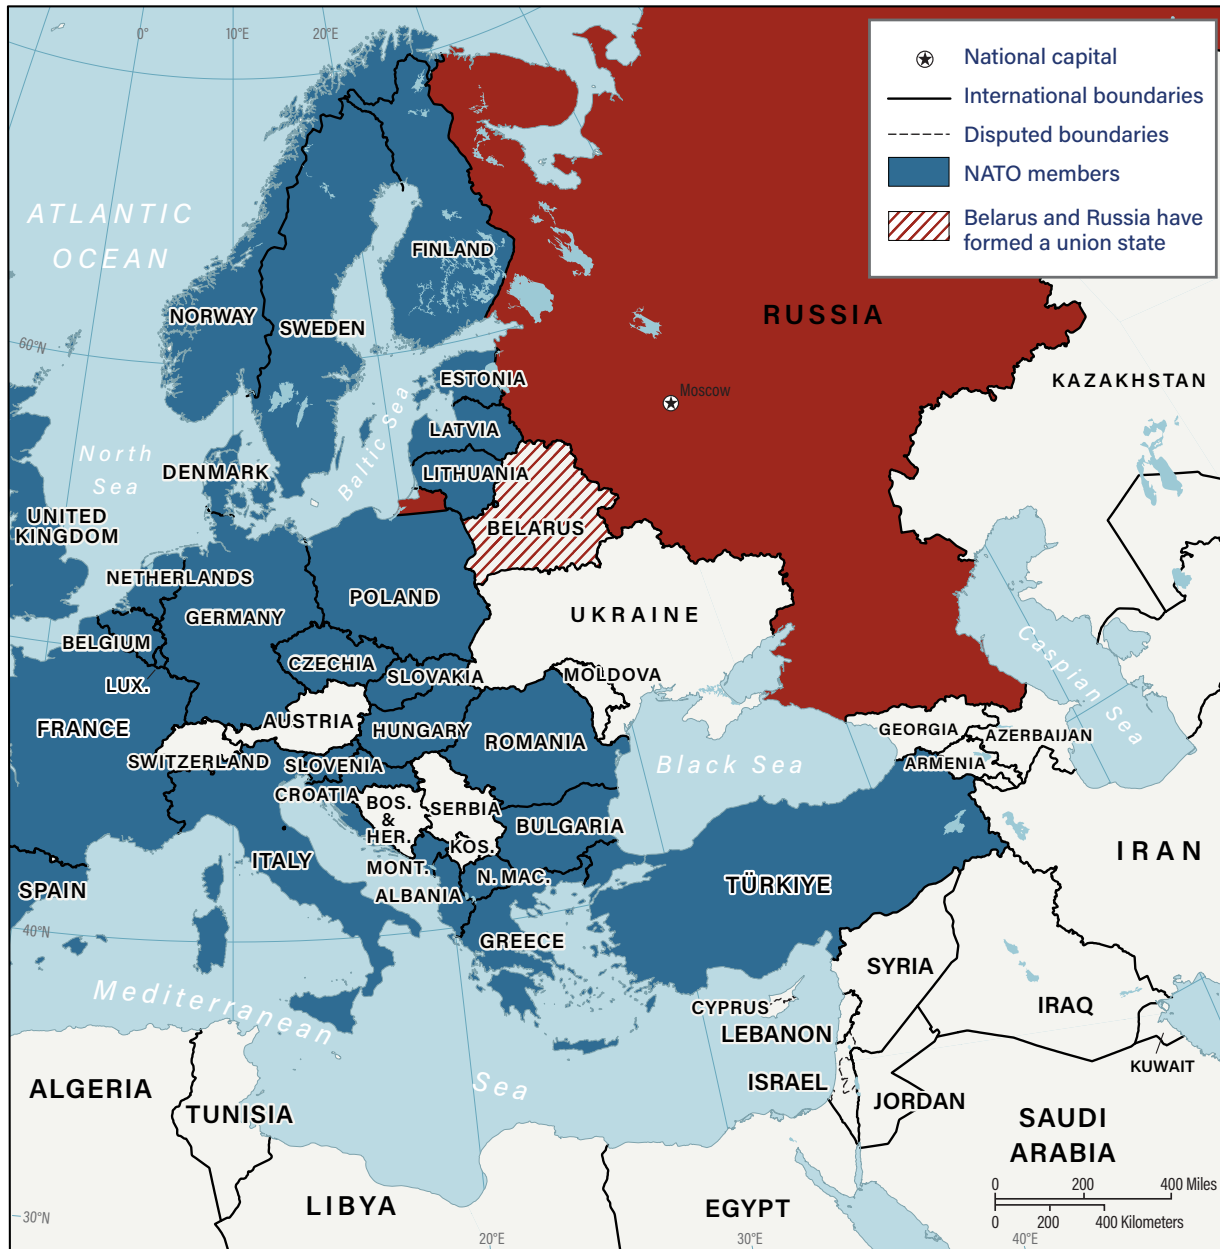 0°
10°E
20°E
National capital
International boundaries
Disputed boundaries
NATO members
Belarus and Russia have
formed a union state
ATLANTIC
OCEAN
FINLAND
NORWAY
SWEDEN
RUSSIA
60°N
ESTONIA
Moscow
KAZAKHSTAN
LATVIA
Baltic Sea
North
Sea
DENMARK
LITHUANIA
UNITED
KINGDOM
BELARUS
NETHERLANDS
POLAND
GERMANY
UKRAINE
BELGIUM
CZECHIA
SLOVAKIA
MOLDOVA
Caspian Sea
LUX.
FRANCE
AUSTRIA
HUNGARY
ROMANIA
GEORGIA
AZERBAIJAN
SWITZERLAND
SLOVENIA
Black Sea
ARMENIA
CROATIA
BOS.
&
HER.
SERBIA
BULGARIA
KOS.
ITALY
MONT.
N. MAC.
IRAN
SPAIN
ALBANIA
TÜRKIYE
40°N
GREECE
SYRIA
Mediterranean
Sea
CYPRUS
IRAQ
LEBANON
KUWAIT
ALGERIA
ISRAEL
TUNISIA
JORDAN
SAUDI
ARABIA
LIBYA
EGYPT
0 200 400 Miles
0 200 400 Kilometers
30°N
20°E
30°E
40°E